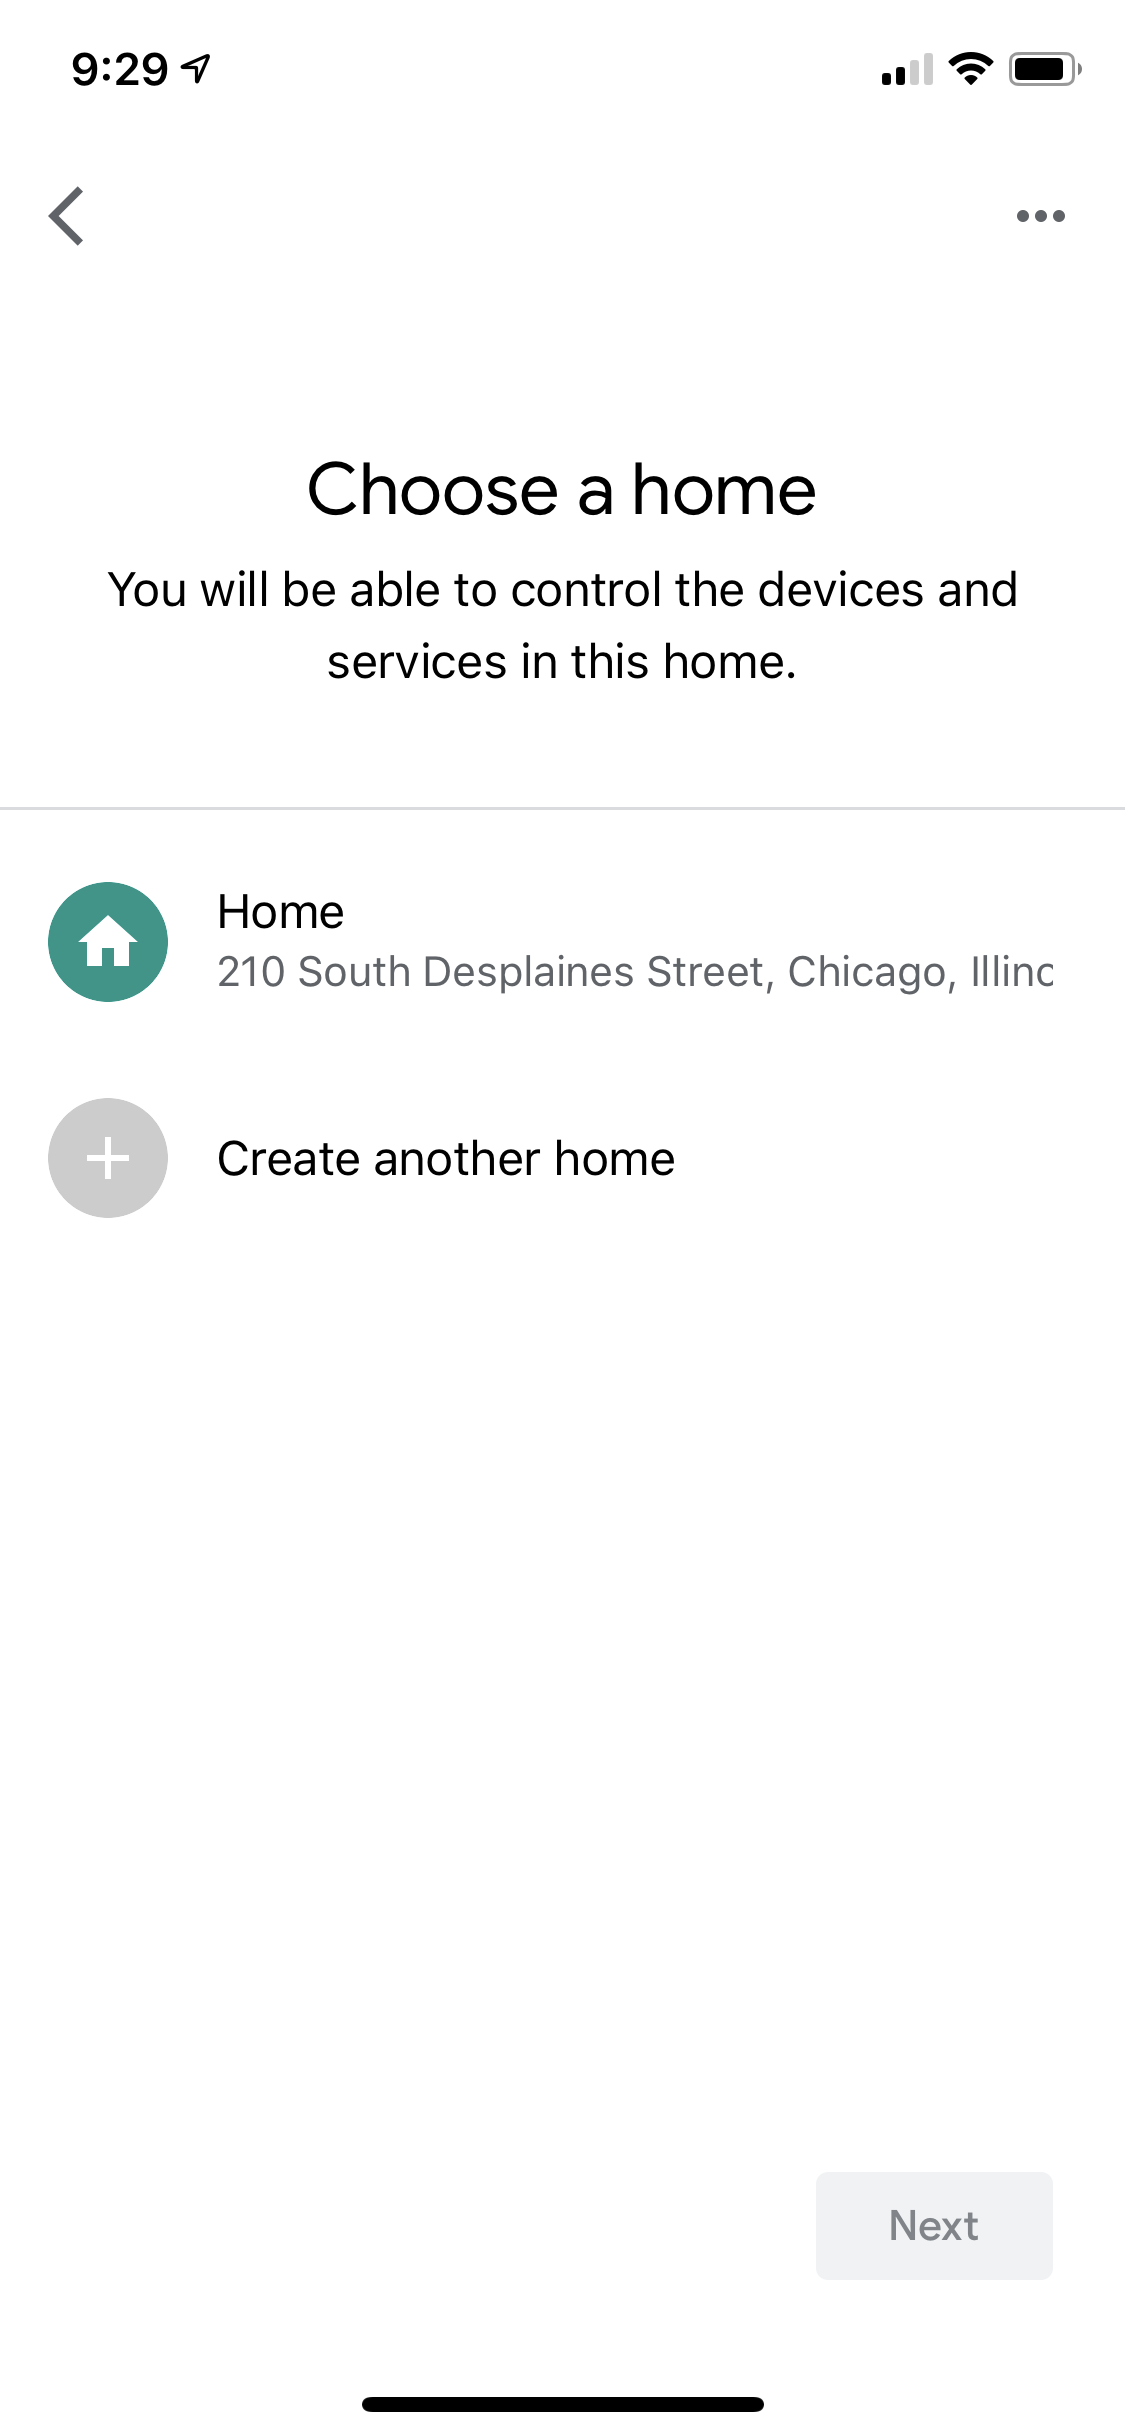 9:29
Choose a home
You will be able to control the devices and
services in this home.
Home
210 South Desplaines Street, Chicago, Illino
Create another home
Next